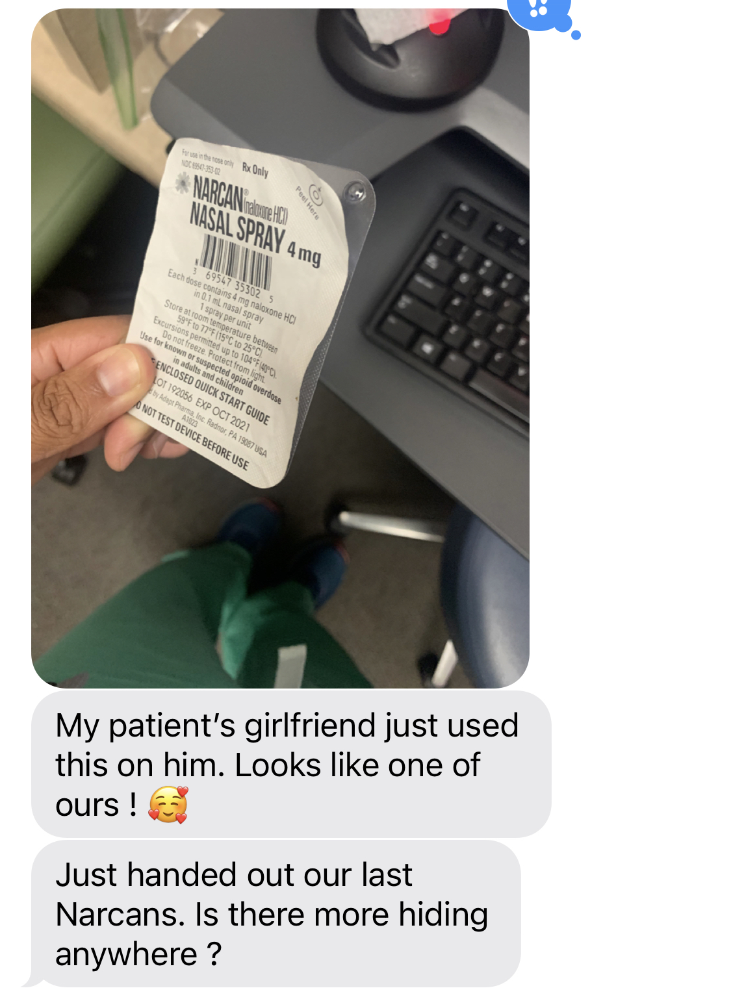 For use in the nose only
Rx Only
NDC 69547-353-02
Peel Here
NARCAN® (naloxone HCl)
NASAL SPRAY 4 mg
N
3 69547 35302 5
Each dose contains 4 mg naloxone HCl
in 0.1 mL nasal spray
1 spray per unit
Store at room temperature between
59°F to 77°F (15°C to 25°C).
Excursions permitted up to 104°F (40°C).
Do not freeze. Protect from light.
Use for known or suspected opioid overdose
in adults and children
ENCLOSED QUICK START GUIDE
LOT 192056 EXP OCT 2021
by Adapt Pharma, Inc. Radnor, PA 19087 USA
A1023
NOT TEST DEVICE BEFORE USE
My patient’s girlfriend just used
this on him. Looks like one of
ours ! 🥰
Just handed out our last
Narcans. Is there more hiding
anywhere ?